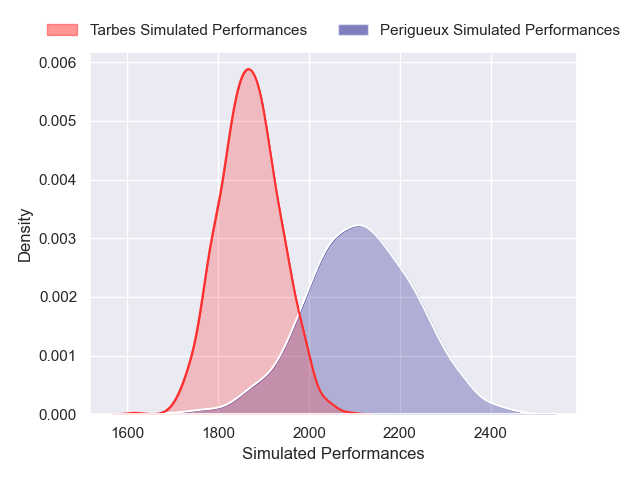 Tarbes Simulated Performances Perigueux Simulated Performances
0.006
0.005
0.004
0.003
0.002
0.001
0.000
Density
1600 1800 2000 2200 2400
Simulated Performances